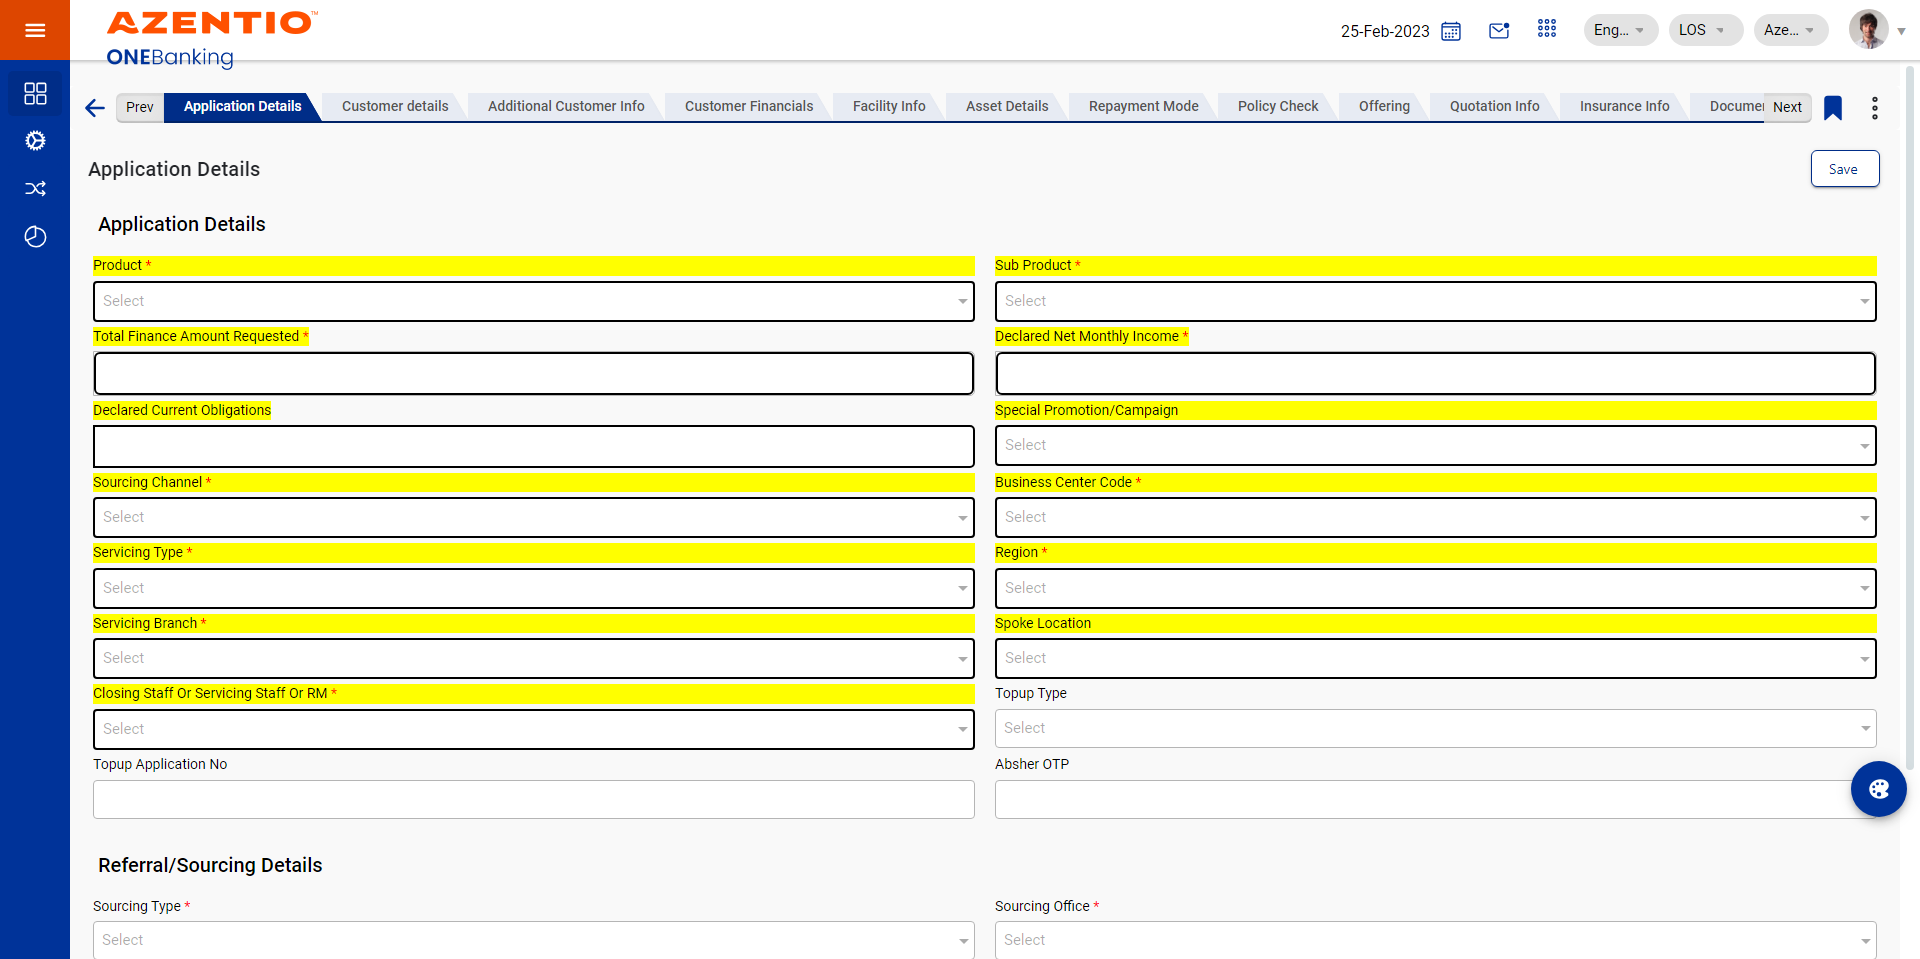 AZENTIO™
ONEBanking
25-Feb-2023
Eng...
LOS
Aze...
Prev
Application Details
Customer details
Additional Customer Info
Customer Financials
Facility Info
Asset Details
Repayment Mode
Policy Check
Offering
Quotation Info
Insurance Info
Documen
Next
Application Details
Save
Application Details
Product *
Sub Product *
Select
Select
Total Finance Amount Requested *
Declared Net Monthly Income *
Declared Current Obligations
Special Promotion/Campaign
Select
Sourcing Channel *
Business Center Code *
Select
Select
Servicing Type *
Region *
Select
Select
Servicing Branch *
Spoke Location
Select
Select
Closing Staff Or Servicing Staff Or RM *
Topup Type
Select
Select
Topup Application No
Absher OTP
Referral/Sourcing Details
Sourcing Type *
Sourcing Office *
Select
Select